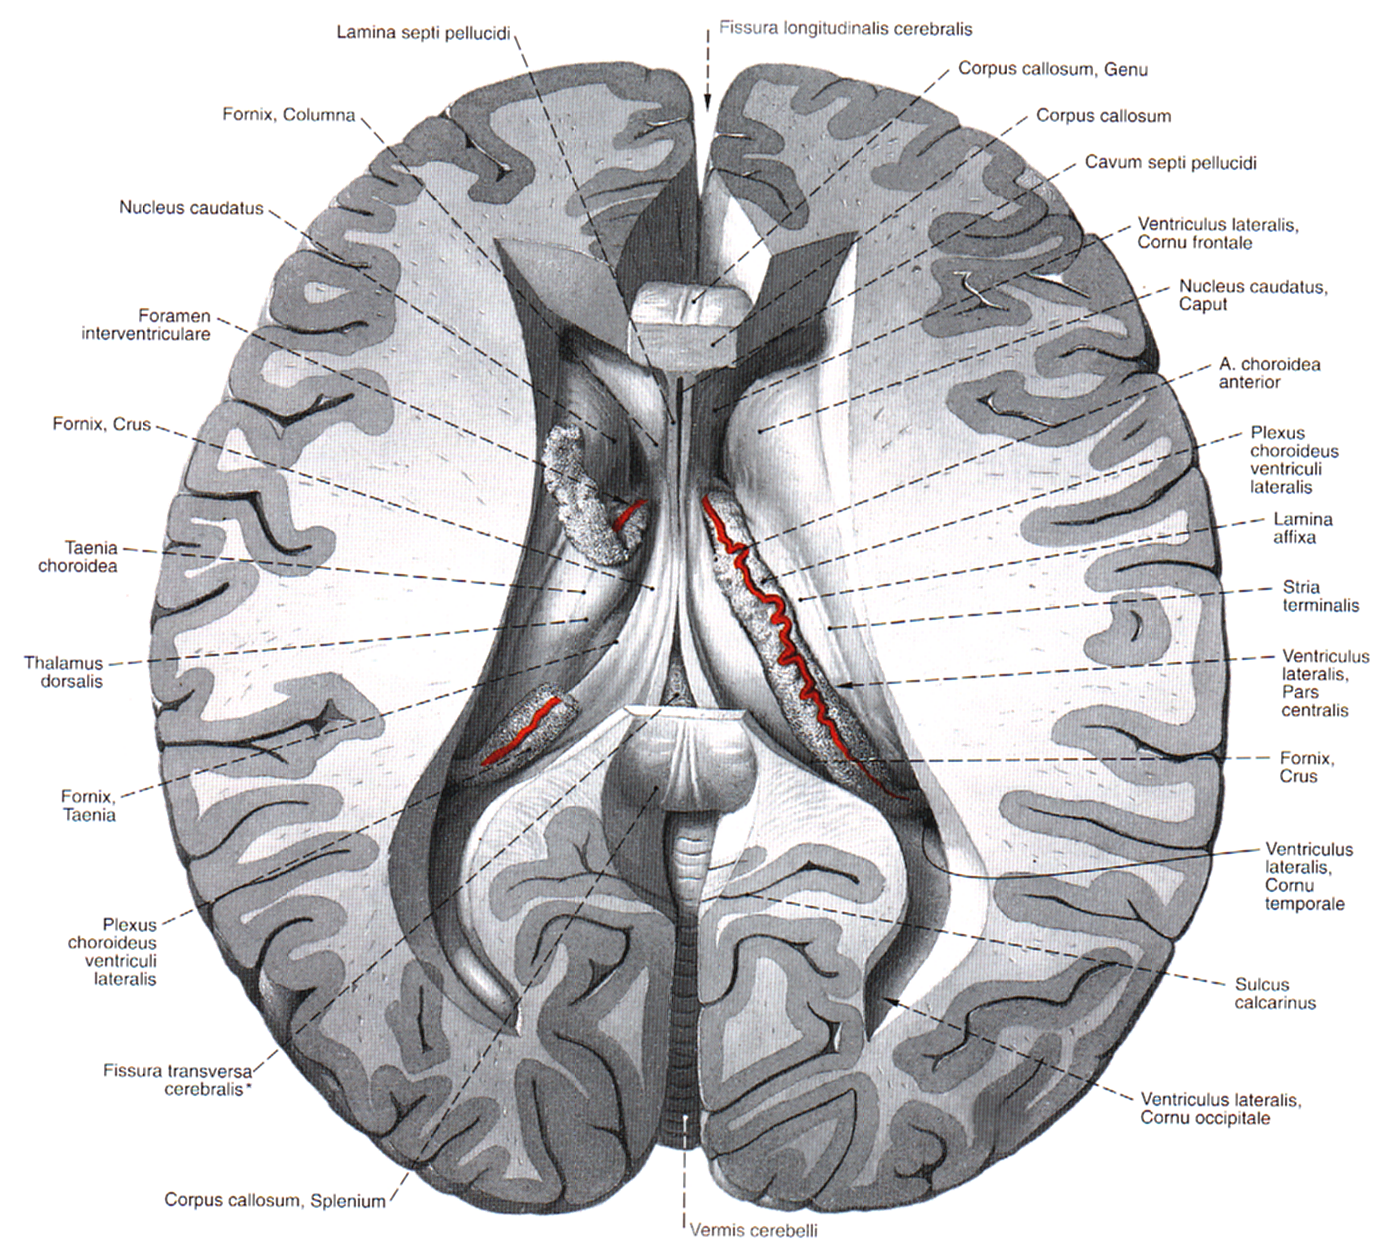 Lamina septi pellucidi
Fornix, Columna
Nucleus caudatus
Foramen
interventriculare
Fornix, Crus
Taenia
choroidea
Thalamus
dorsalis
Fornix,
Taenia
Plexus
choroideus
ventriculi
lateralis
Fissura transversa
cerebralis*
Corpus callosum, Splenium
Fissura longitudinalis cerebralis
Corpus callosum, Genu
Corpus callosum
Cavum septi pellucidi
Ventriculus lateralis,
Cornu frontale
Nucleus caudatus,
Caput
A. choroidea
anterior
Plexus
choroideus
ventriculi
lateralis
Lamina
affixa
Stria
terminalis
Ventriculus
lateralis,
Pars
centralis
Fornix,
Crus
Ventriculus
lateralis,
Cornu
temporale
Sulcus
calcarinus
Ventriculus lateralis,
Cornu occipitale
Vermis cerebelli